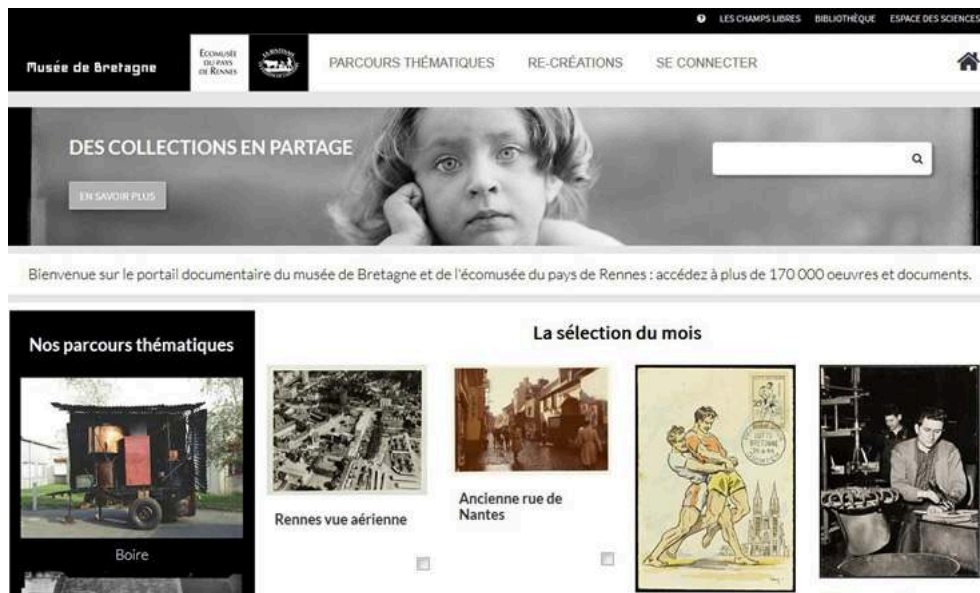 LES CHAMPS LIBRES BIBLIOTHÈQUE ESPACE DES SCIENCES
Musée de Bretagne
ECOMUSÉE
DU PAYS
DE RENNES
PARCOURS THÉMATIQUES RE-CRÉATIONS SE CONNECTER
DES COLLECTIONS EN PARTAGE
EN SAVOIR PLUS
Bienvenue sur le portail documentaire du musée de Bretagne et de l'écomusée du pays de Rennes : accédez à plus de 170 000 oeuvres et documents.
Nos parcours thématiques
Boire
La sélection du mois
Rennes vue aérienne
Ancienne rue de
Nantes